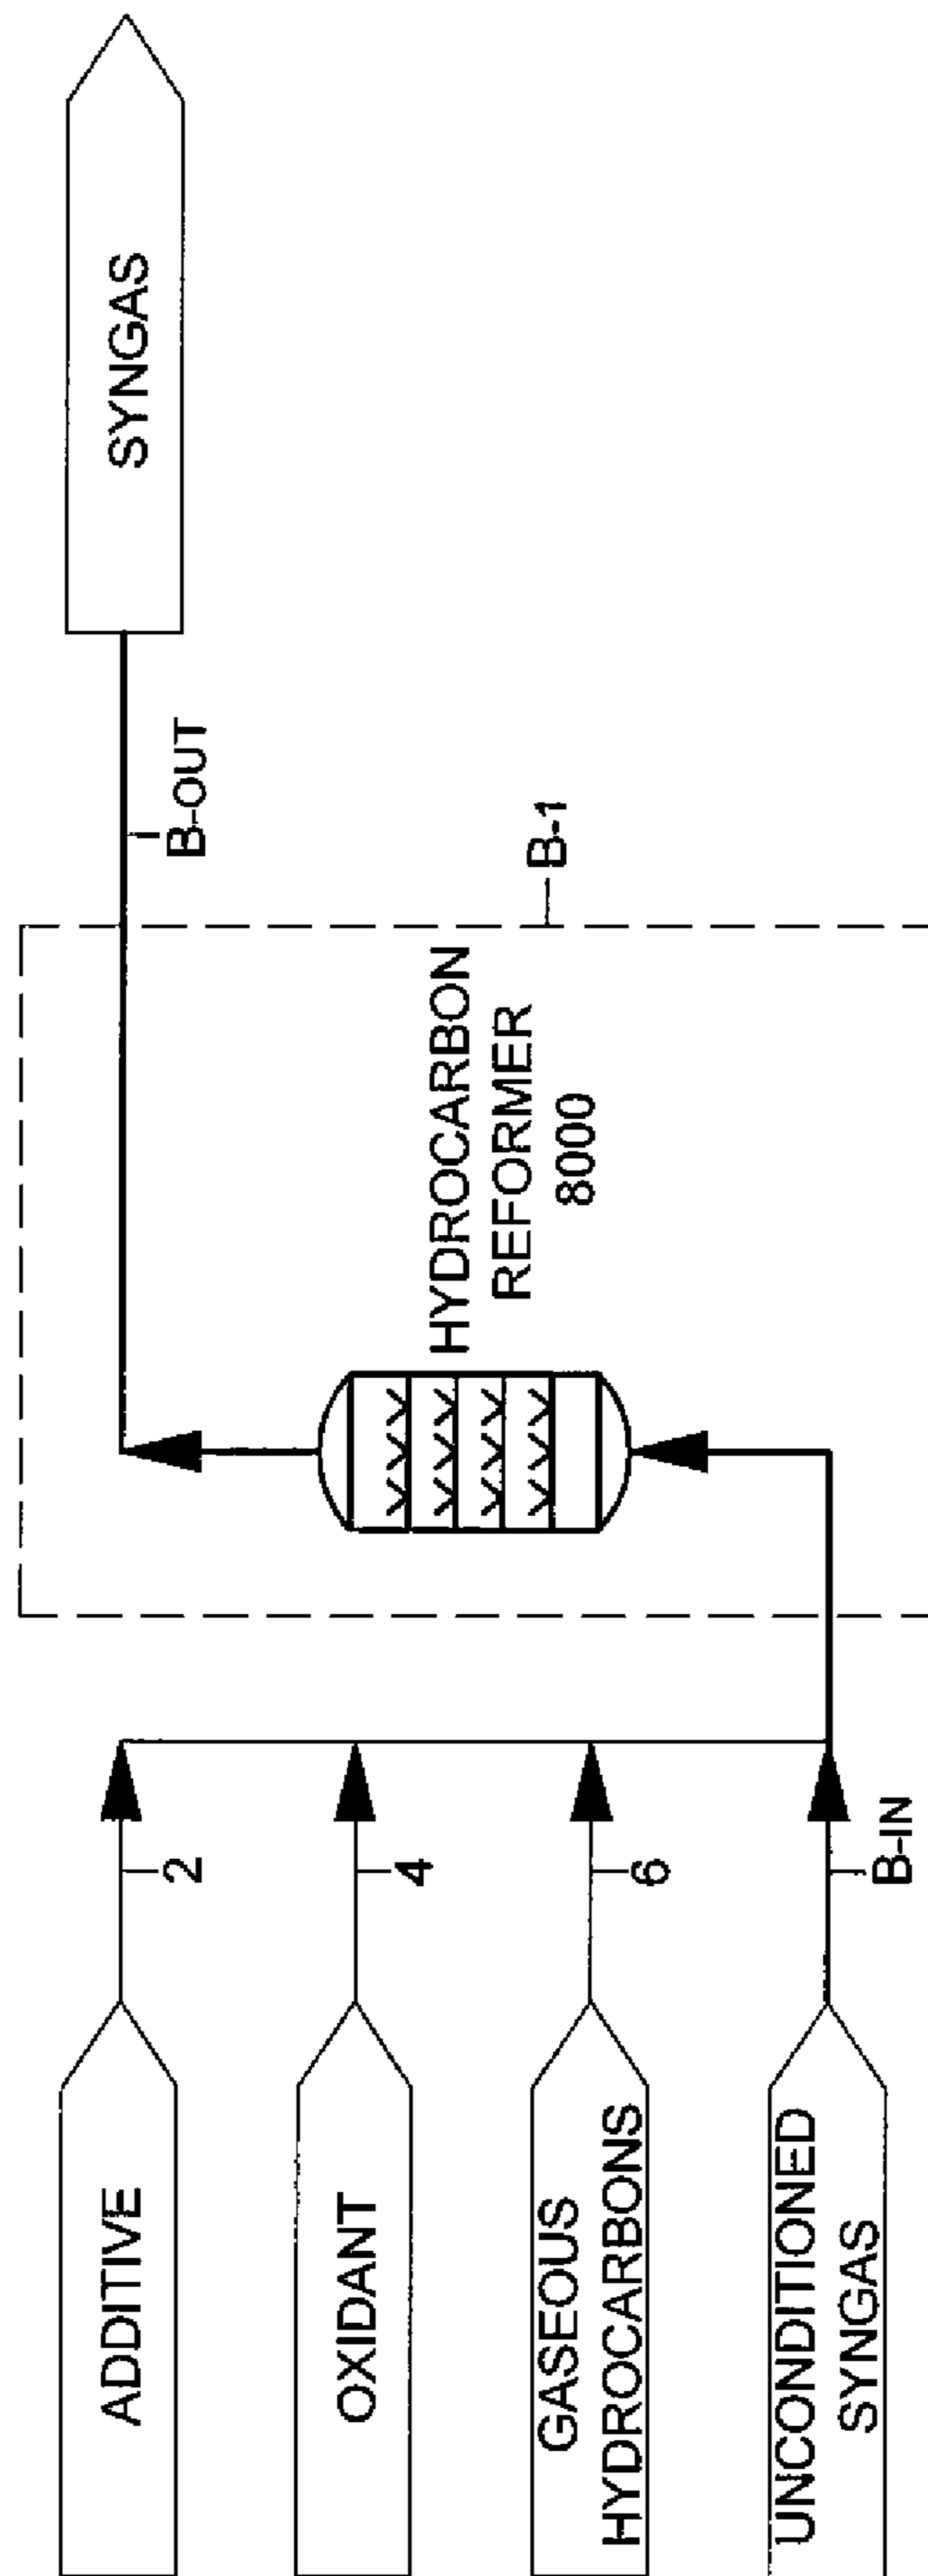 ADDITIVE
2
OXIDANT
4
GASEOUS
HYDROCARBONS
6
UNCONDITIONED
SYNGAS
B-IN
HYDROCARBON
REFORMER
8000
B-1
B-OUT
SYNGAS